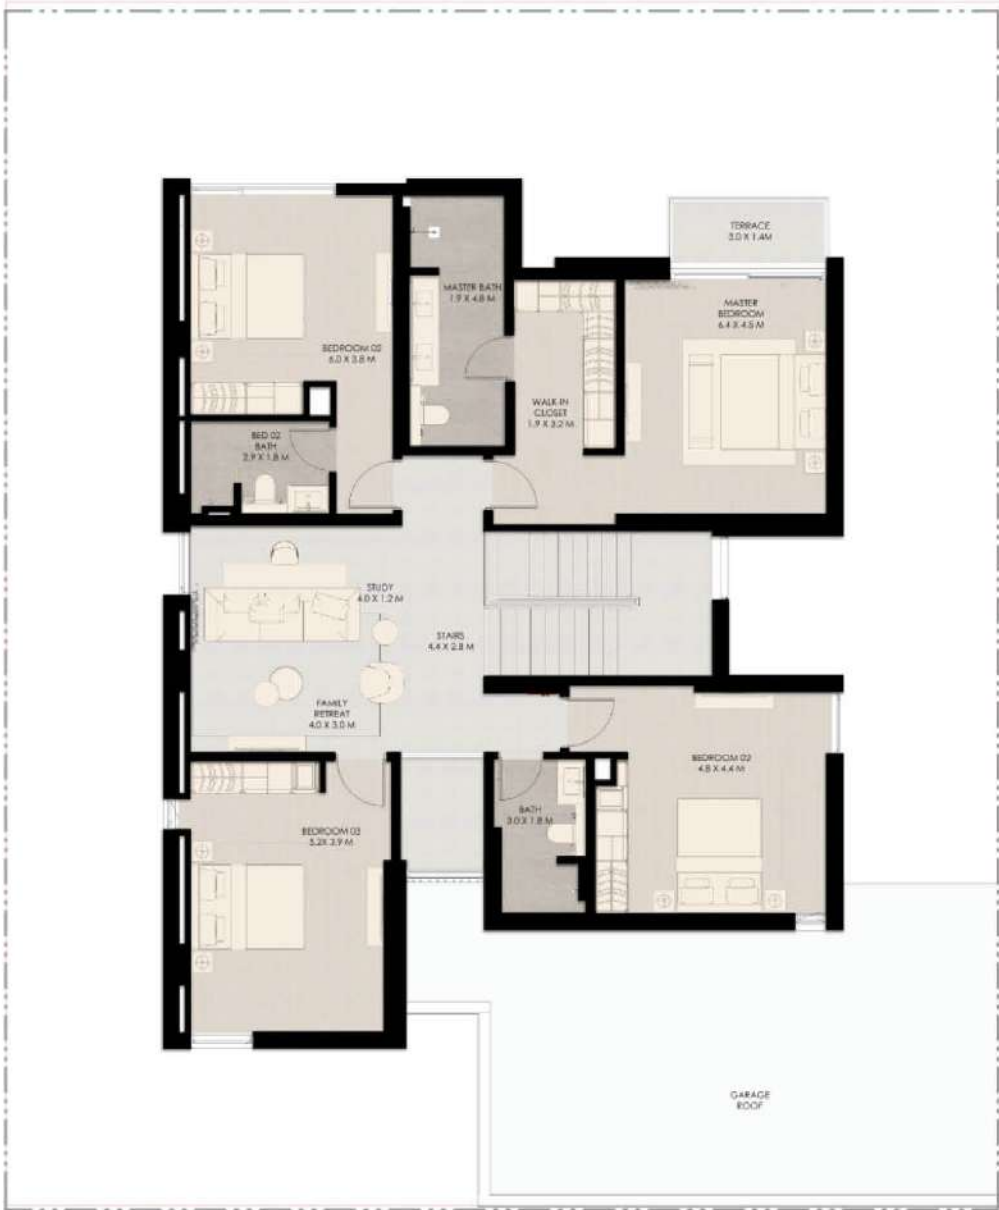 TERRACE
3.0 X 1.4M
MASTER BATH
1.9 X 4.8 M
MASTER
BEDROOM
6.4 X 4.5 M
BEDROOM 02
6.0 X 3.8 M
WALK IN
CLOSET
1.9 X 3.2 M
BED 02
BATH
2.9 X 1.8 M
STUDY
4.0 X 1.2 M
STAIRS
4.4 X 2.8 M
FAMILY
RETREAT
4.0 X 3.0 M
BEDROOM 02
4.8 X 4.4 M
BATH
3.0 X 1.8 M
BEDROOM 03
5.2X 3.9 M
GARAGE
ROOF